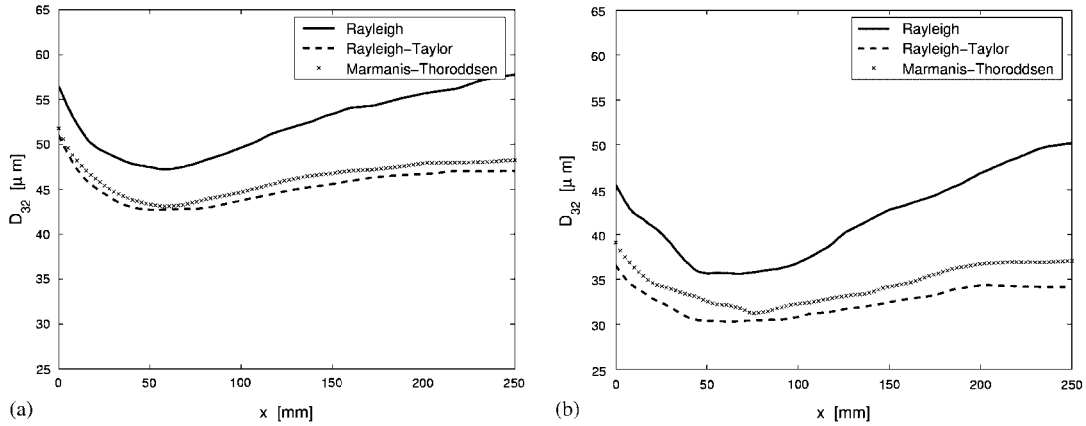 65
60
55
50
45
40
35
30
25
D32 [μ m]
0 50 100 150 200 250
x [mm]
Rayleigh
Rayleigh-Taylor
Marmanis-Thoroddsen
(a)
65
60
55
50
45
40
35
30
25
D32 [μ m]
0 50 100 150 200 250
x [mm]
Rayleigh
Rayleigh-Taylor
Marmanis-Thoroddsen
(b)